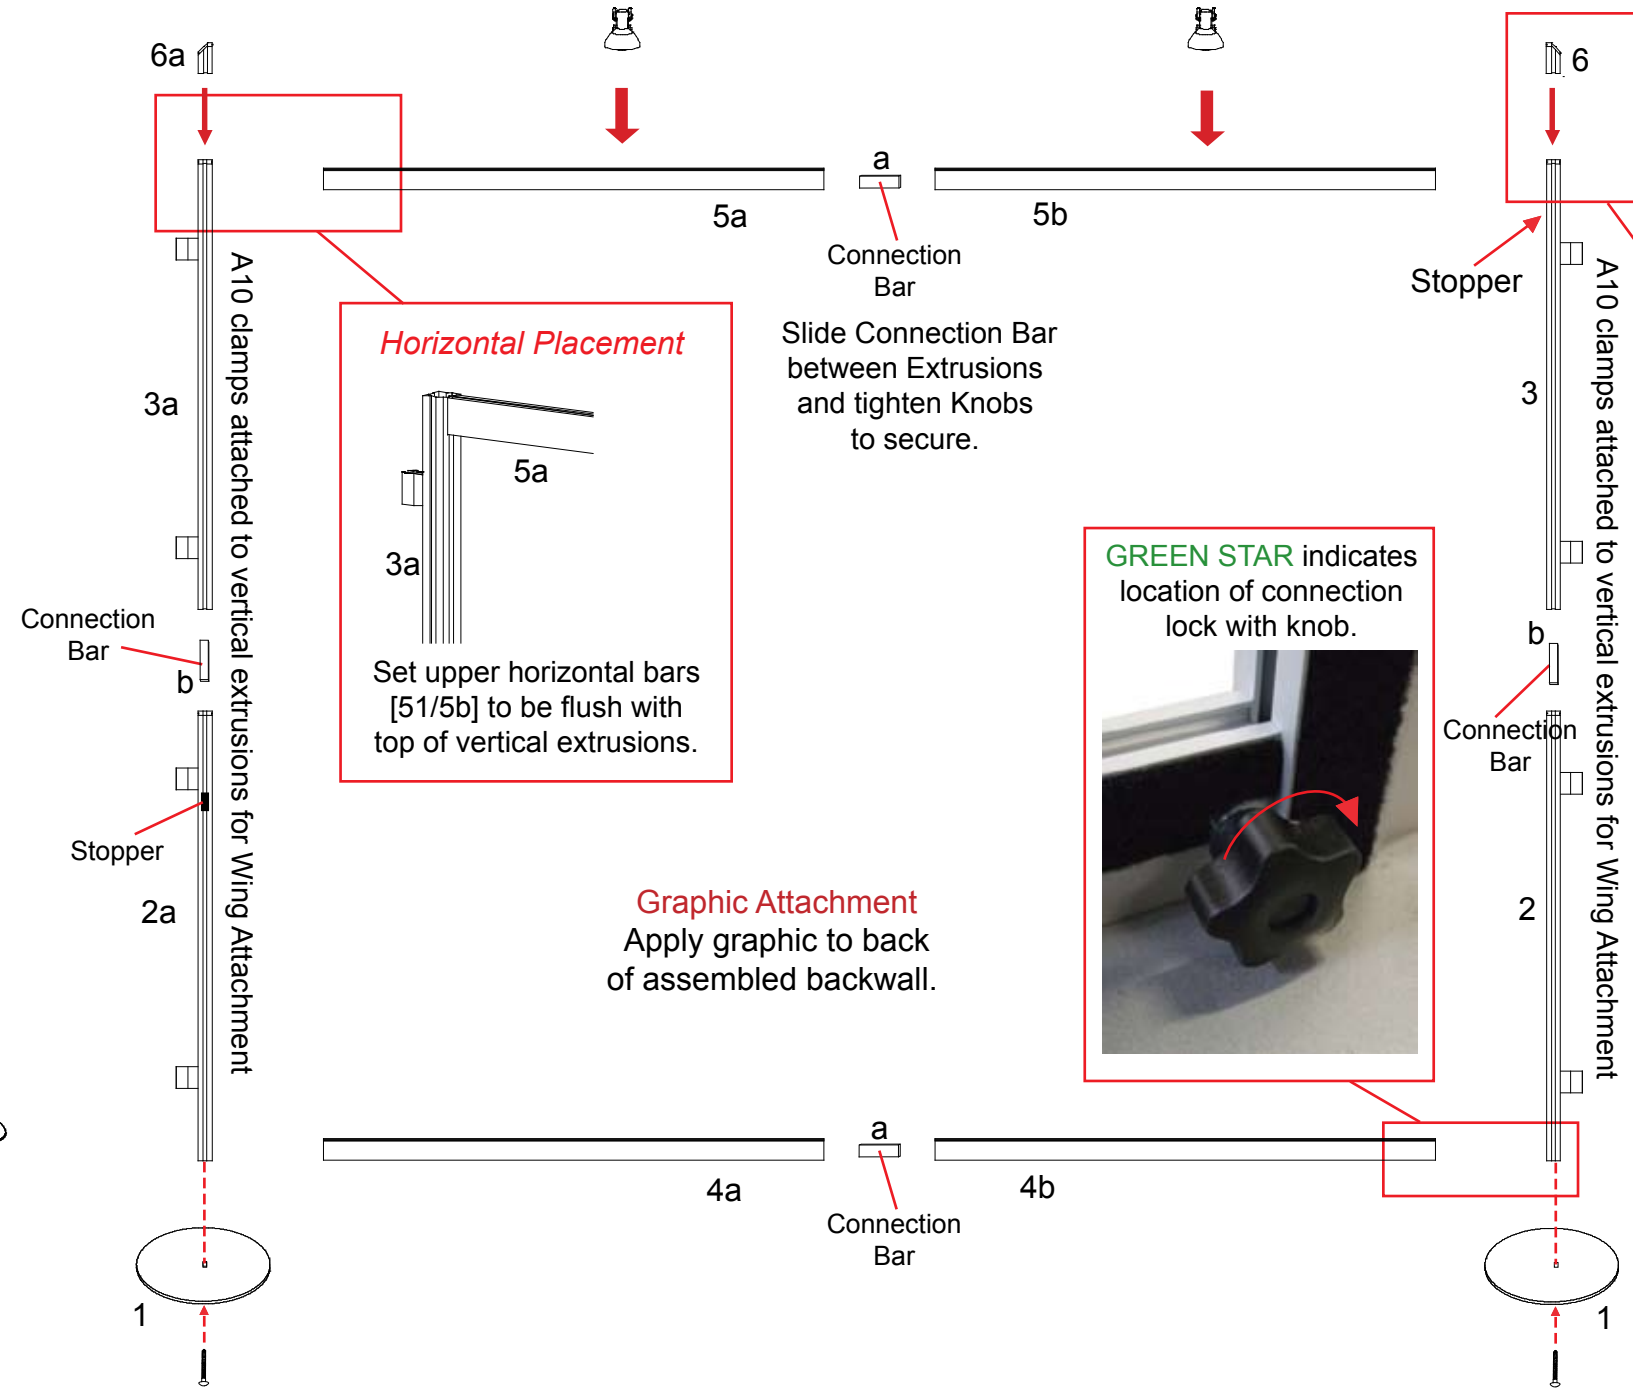 6a
6
a
5a
5b
Connection
Bar
Stopper
A10 clamps attached to vertical extrusions for Wing Attachment
Horizontal Placement
5a
3a
Set upper horizontal bars
[51/5b] to be flush with
top of vertical extrusions.
Slide Connection Bar
between Extrusions
and tighten Knobs
to secure.
3a
3
A10 clamps attached to vertical extrusions for Wing Attachment
GREEN STAR indicates
location of connection
lock with knob.
Connection
Bar
b
b
Connection
Bar
Stopper
2a
2
Graphic Attachment
Apply graphic to back
of assembled backwall.
a
4a
4b
Connection
Bar
1
1